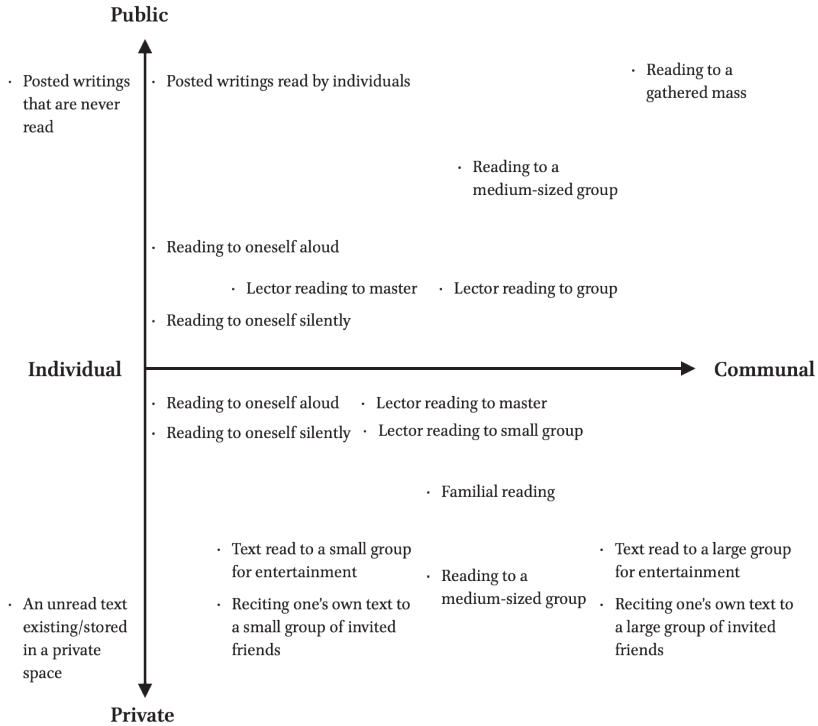 Public
· Posted writings
that are never
read
· Posted writings read by individuals
· Reading to a
gathered mass
· Reading to a
medium-sized group
· Reading to oneself aloud
· Lector reading to master
· Lector reading to group
· Reading to oneself silently
Individual
Communal
· Reading to oneself aloud
· Lector reading to master
· Reading to oneself silently
· Lector reading to small group
· Familial reading
· Text read to a small group
for entertainment
· Reading to a
medium-sized group
· Text read to a large group
for entertainment
· An unread text
existing/stored
in a private
space
· Reciting one's own text to
a small group of invited
friends
· Reciting one's own text to
a large group of invited
friends
Private